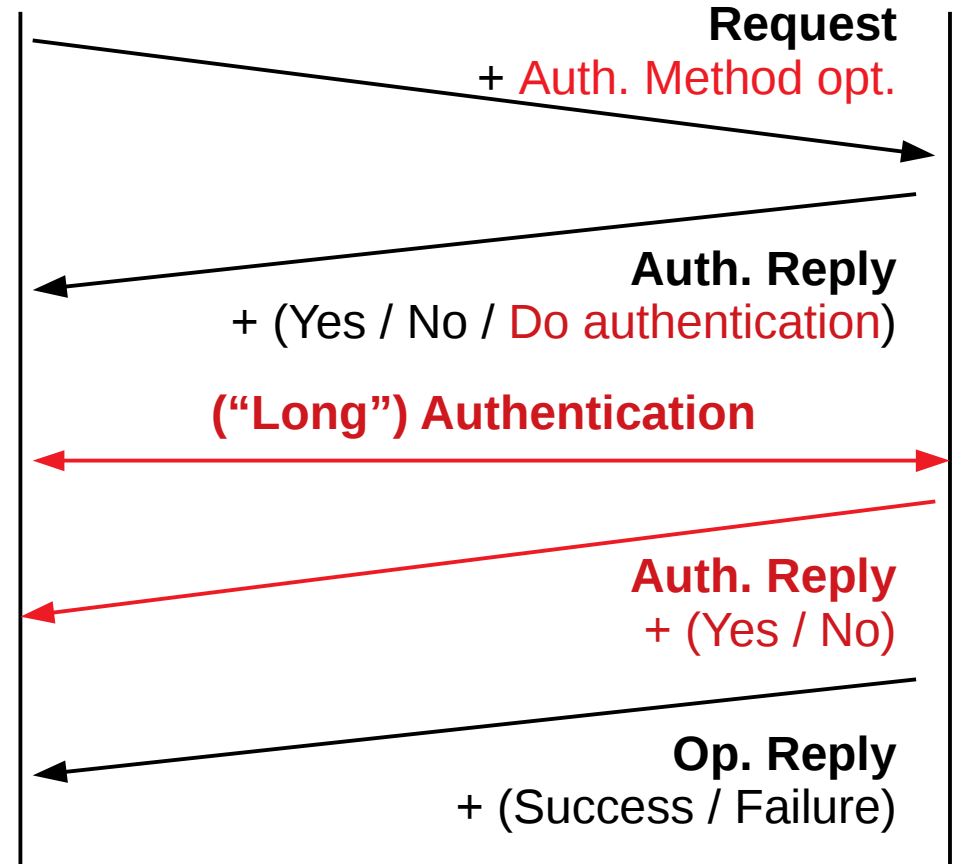 Request
+ Auth. Method opt.
Auth. Reply
+ (Yes / No / Do authentication)
(“Long”) Authentication
Auth. Reply
+ (Yes / No)
Op. Reply
+ (Success / Failure)